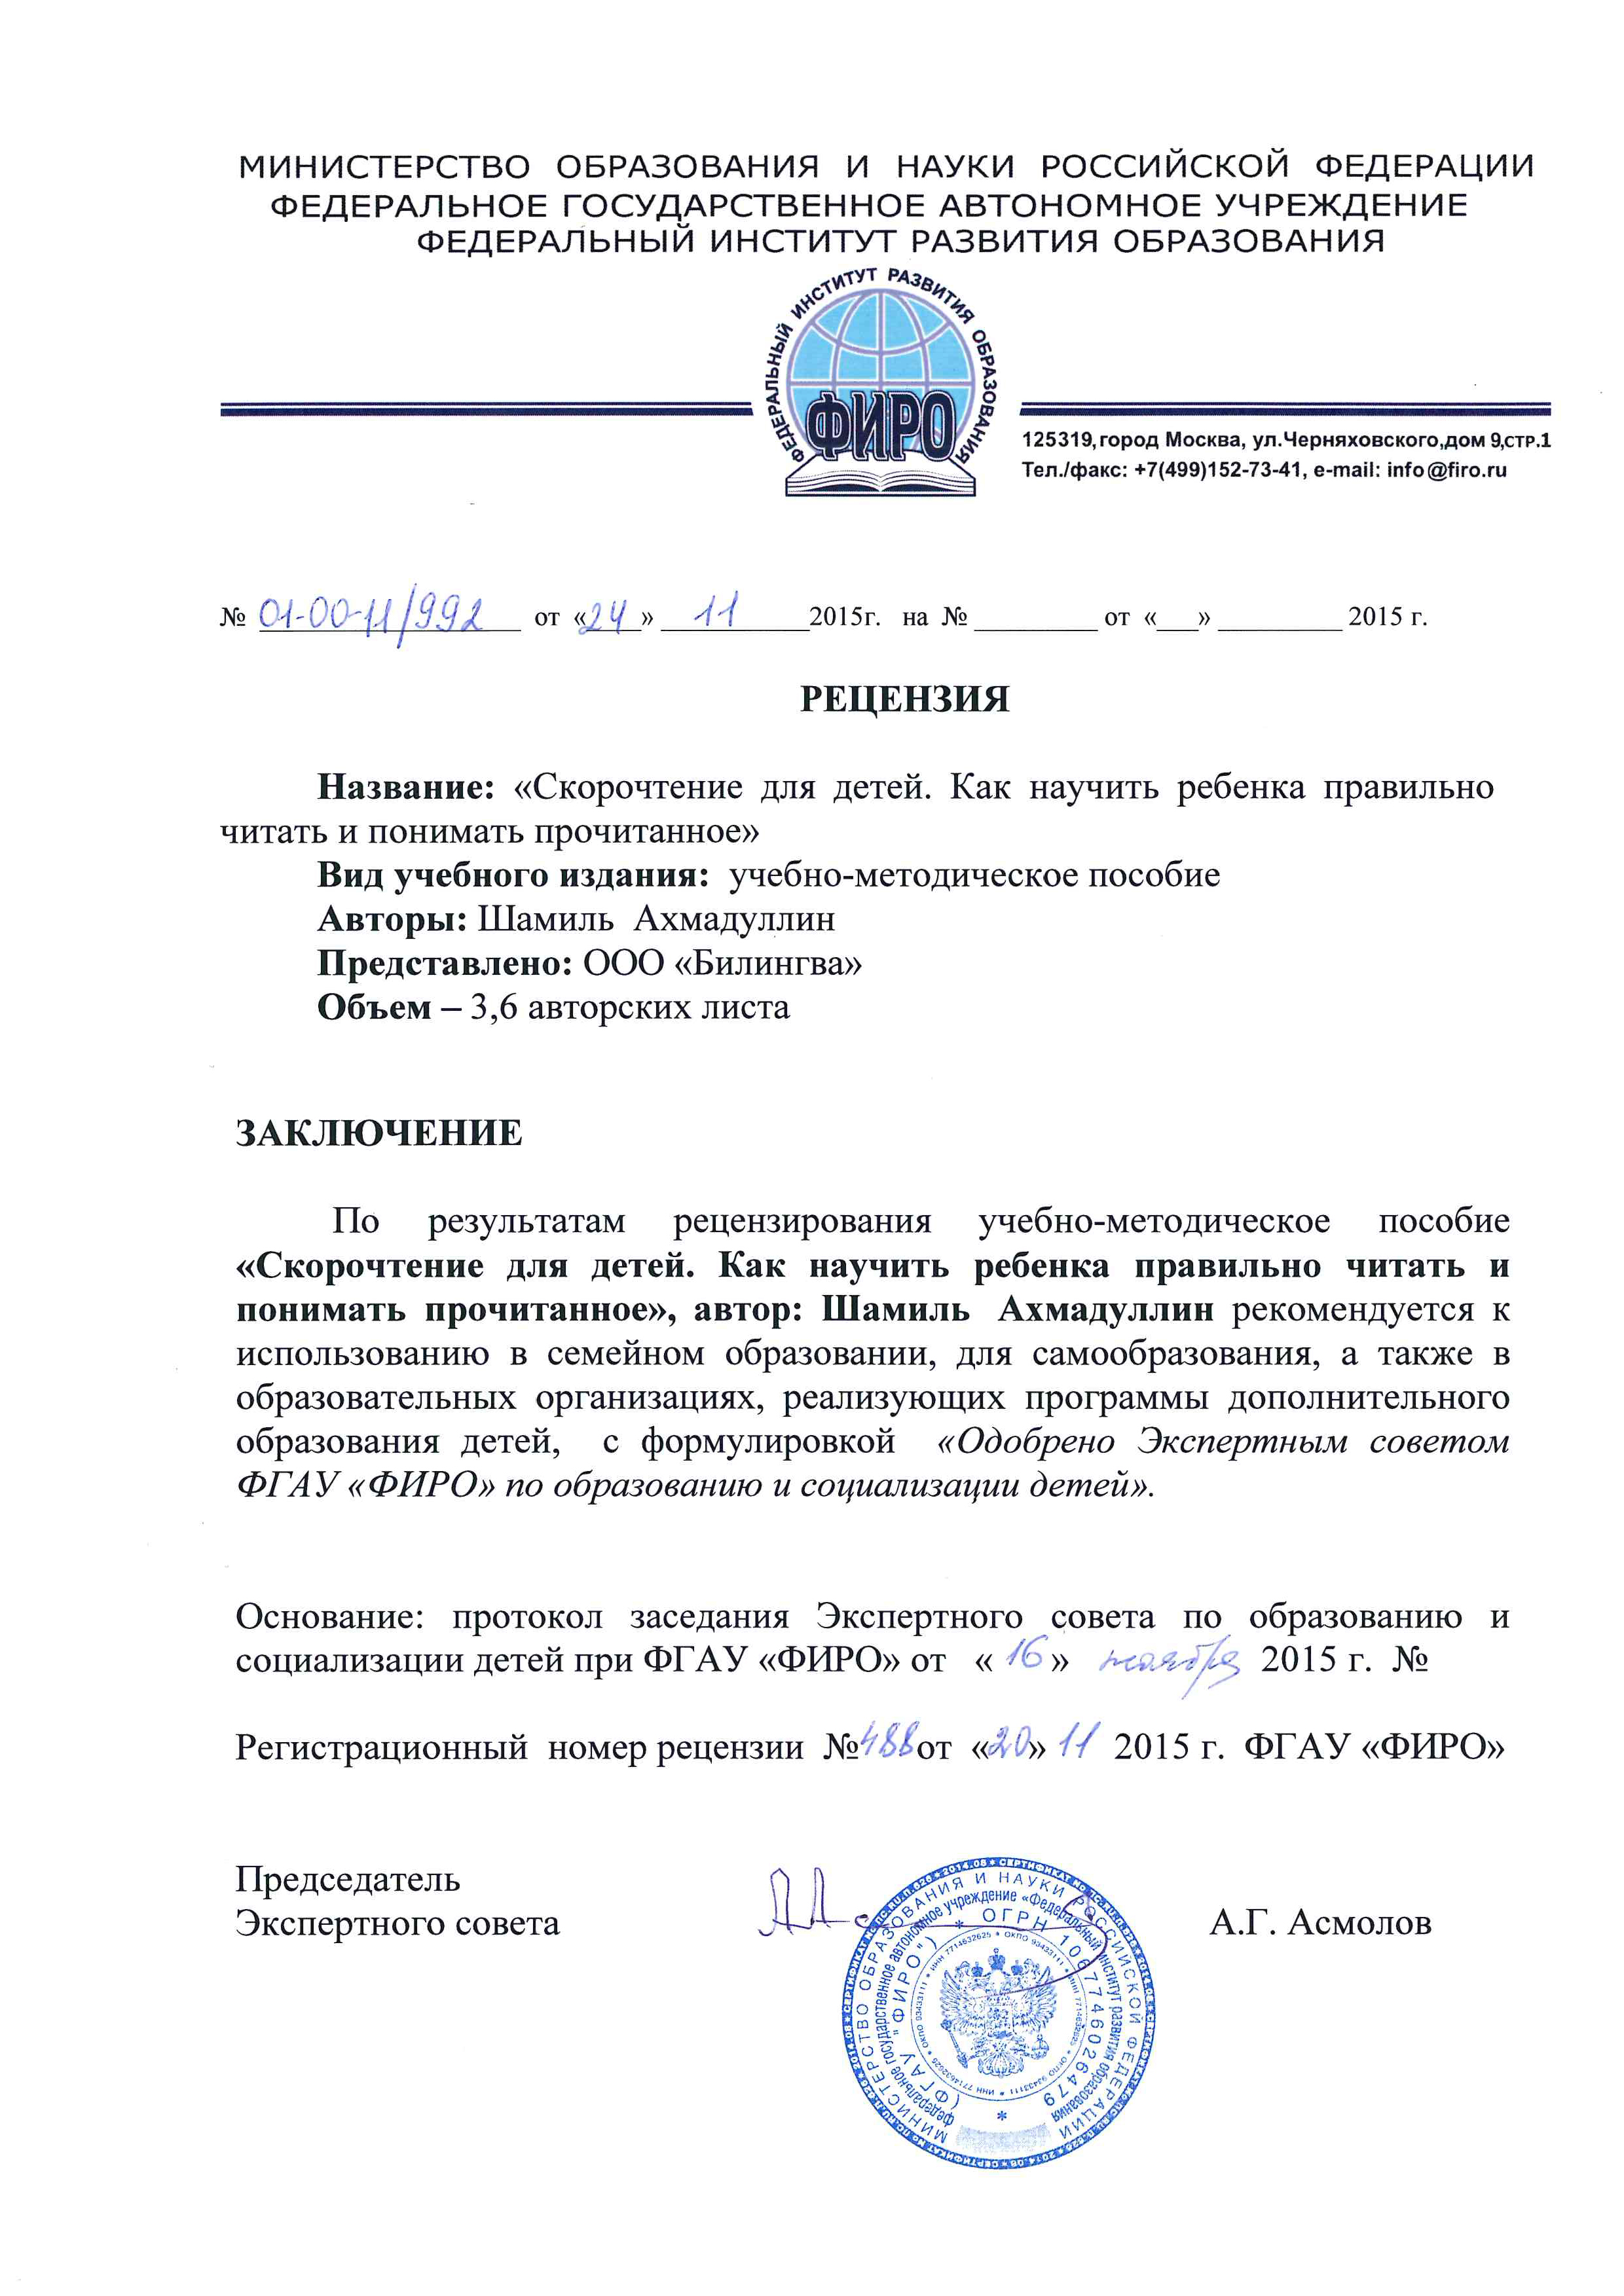 МИНИСТЕРСТВО ОБРАЗОВАНИЯ И НАУКИ РОССИЙСКОЙ ФЕДЕРАЦИИ
ФЕДЕРАЛЬНОЕ ГОСУДАРСТВЕННОЕ АВТОНОМНОЕ УЧРЕЖДЕНИЕ
ФЕДЕРАЛЬНЫЙ ИНСТИТУТ РАЗВИТИЯ ОБРАЗОВАНИЯ
ФЕДЕРАЛЬНЫЙ ИНСТИТУТ РАЗВИТИЯ ОБРАЗОВАНИЯ
ФИРО
125319, город Москва, ул.Черняховского,дом 9,стр.1
Тел./факс: +7(499)152-73-41, e-mail: info@firo.ru
№ 01-00-11/992 от «24» 11 2015г. на № ________ от «___» ________ 2015 г.
РЕЦЕНЗИЯ
Название: «Скорочтение для детей. Как научить ребенка правильно
читать и понимать прочитанное»
Вид учебного издания: учебно-методическое пособие
Авторы: Шамиль Ахмадуллин
Представлено: ООО «Билингва»
Объем – 3,6 авторских листа
ЗАКЛЮЧЕНИЕ
По результатам рецензирования учебно-методическое пособие
«Скорочтение для детей. Как научить ребенка правильно читать и
понимать прочитанное», автор: Шамиль Ахмадуллин рекомендуется к
использованию в семейном образовании, для самообразования, а также в
образовательных организациях, реализующих программы дополнительного
образования детей, с формулировкой «Одобрено Экспертным советом
ФГАУ «ФИРО» по образованию и социализации детей».
Основание: протокол заседания Экспертного совета по образованию и
социализации детей при ФГАУ «ФИРО» от «16» ноября 2015 г. №
Регистрационный номер рецензии №488 от «20» 11 2015 г. ФГАУ «ФИРО»
Председатель
Экспертного совета А.Г. Асмолов
МИНИСТЕРСТВО ОБРАЗОВАНИЯ И НАУКИ РОССИЙСКОЙ ФЕДЕРАЦИИ
федеральное государственное автономное учреждение «Федеральный институт развития образования
(ФГАУ "ФИРО") * ОГРН 1067746026479 *
ИНН 7714632625 * ОКПО 93433111